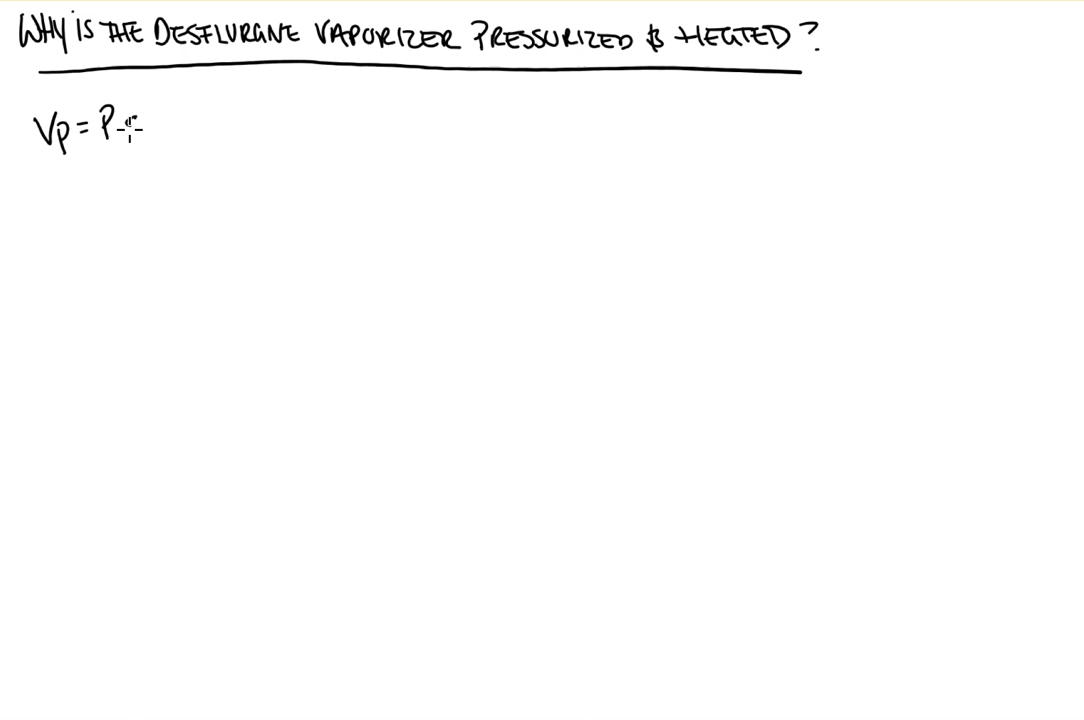 WHY IS THE DESFLURANE VAPORIZER PRESSURIZED & HEATED?
Vp = P